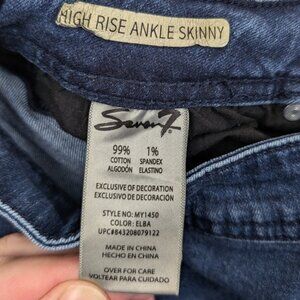 HIGH RISE ANKLE SKINNY
Seven7.
99% 1%
COTTON SPANDEX
ALGODÓN ELASTINO
EXCLUSIVE OF DECORATION
EXCLUSIVO DE DECORACIÓN
STYLE NO: MY1450
COLOR: ELBA
UPC#843208079122
MADE IN CHINA
HECHO EN CHINA
OVER FOR CARE
VOLTEAR PARA CUIDADO